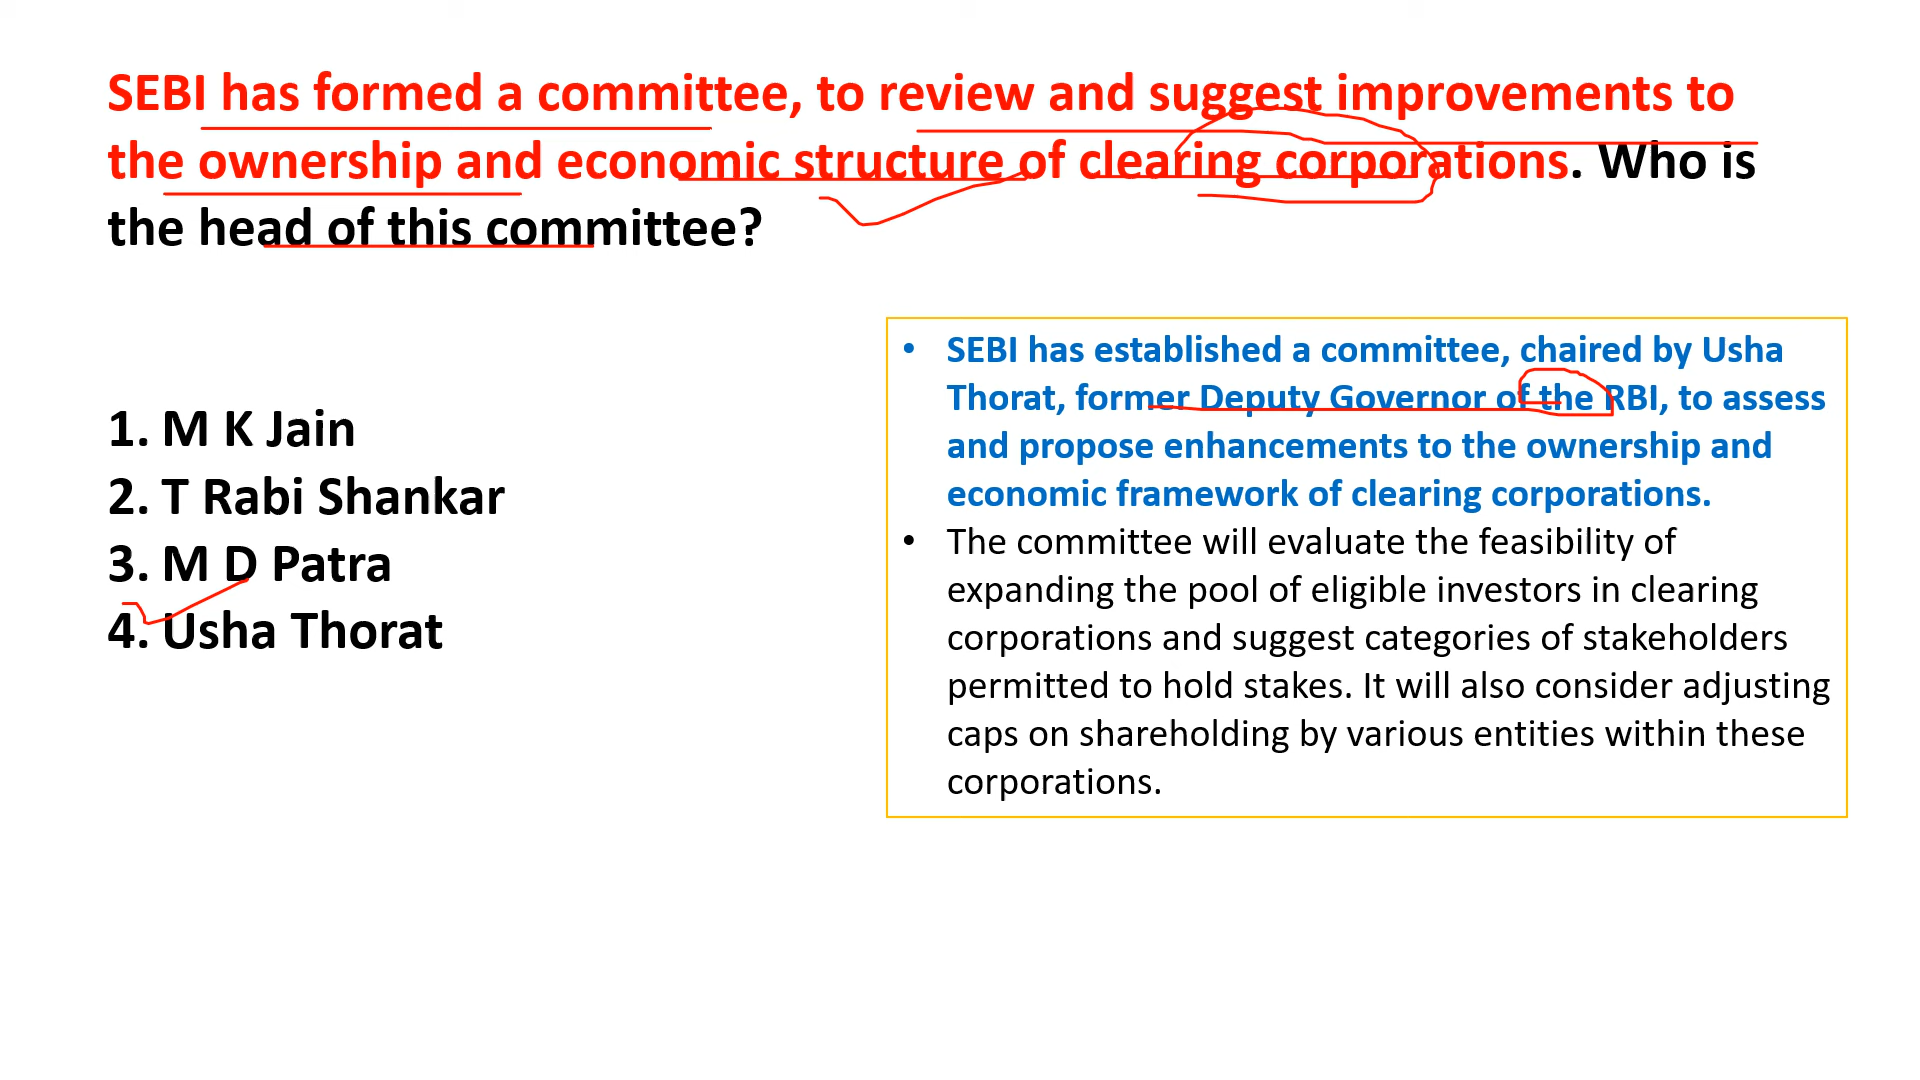 SEBI has formed a committee, to review and suggest improvements to
the ownership and economic structure of clearing corporations. Who is
the head of this committee?
1. M K Jain
2. T Rabi Shankar
3. M D Patra
4. Usha Thorat
• SEBI has established a committee, chaired by Usha
Thorat, former Deputy Governor of the RBI, to assess
and propose enhancements to the ownership and
economic framework of clearing corporations.
• The committee will evaluate the feasibility of
expanding the pool of eligible investors in clearing
corporations and suggest categories of stakeholders
permitted to hold stakes. It will also consider adjusting
caps on shareholding by various entities within these
corporations.